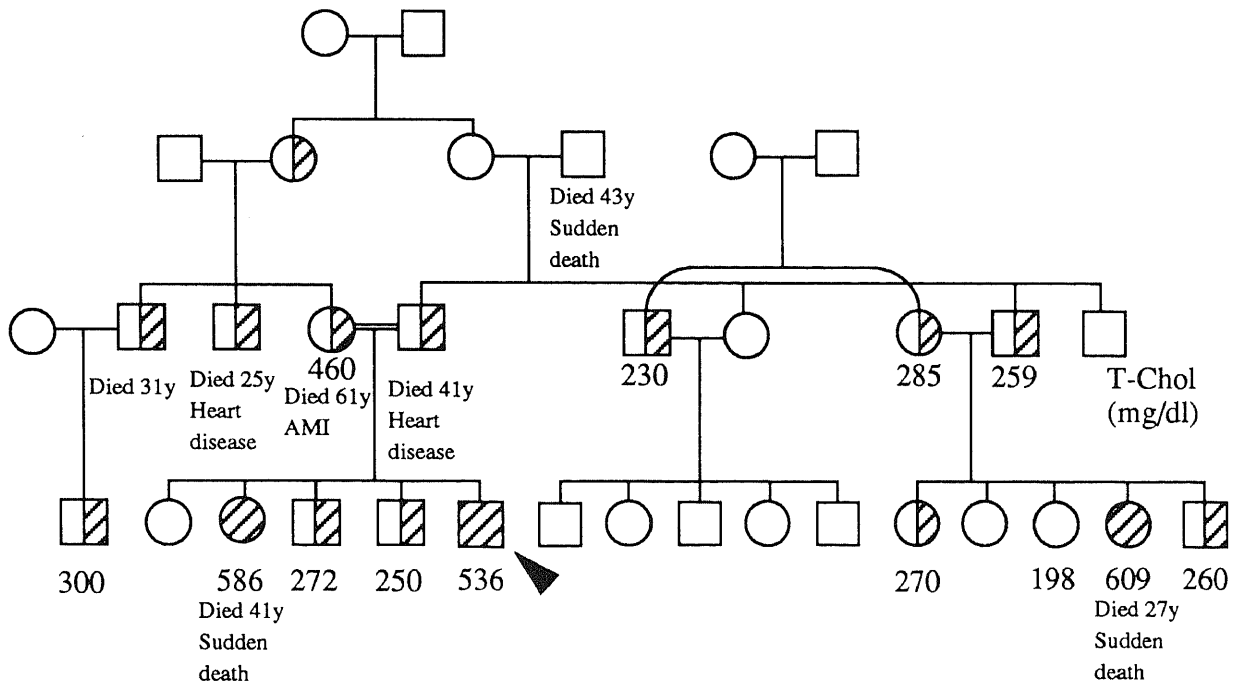 Died 43y
Sudden
death
Died 31y
Died 25y
Heart
disease
460
Died 61y
AMI
Died 41y
Heart
disease
230
285
259
T-Chol
(mg/dl)
300
586
Died 41y
Sudden
death
272
250
536
270
198
609
Died 27y
Sudden
death
260